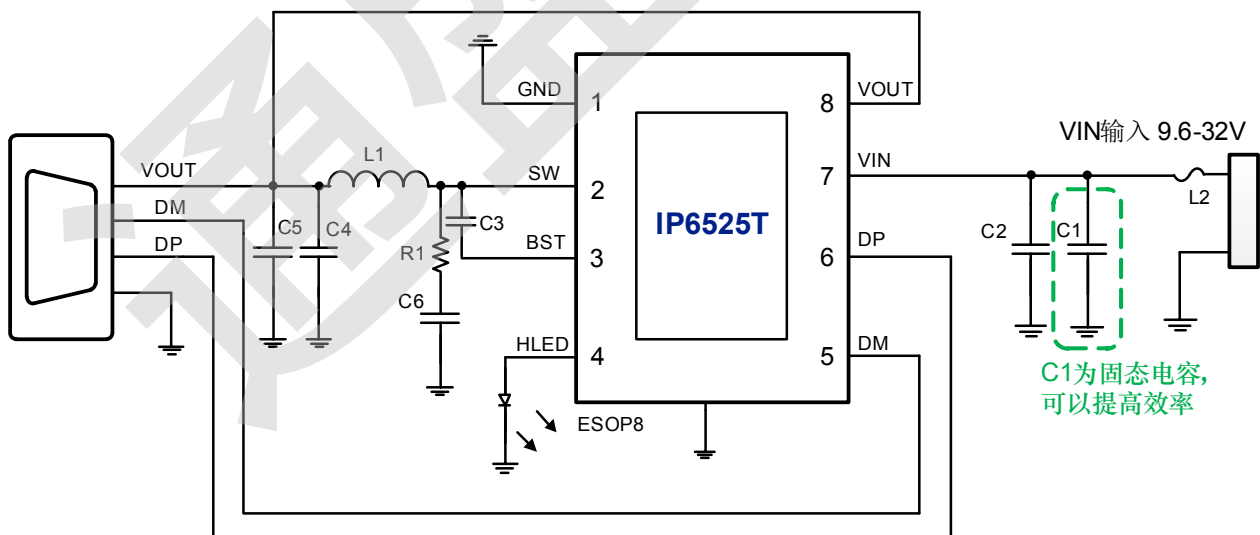 GND
1
8
VOUT
VIN输入 9.6-32V
VOUT
L1
SW
2
7
VIN
L2
DM
C5
C4
C3
IP6525T
C2
C1
DP
R1
BST
3
6
DP
C6
HLED
4
5
DM
C1为固态电容,
可以提高效率
ESOP8